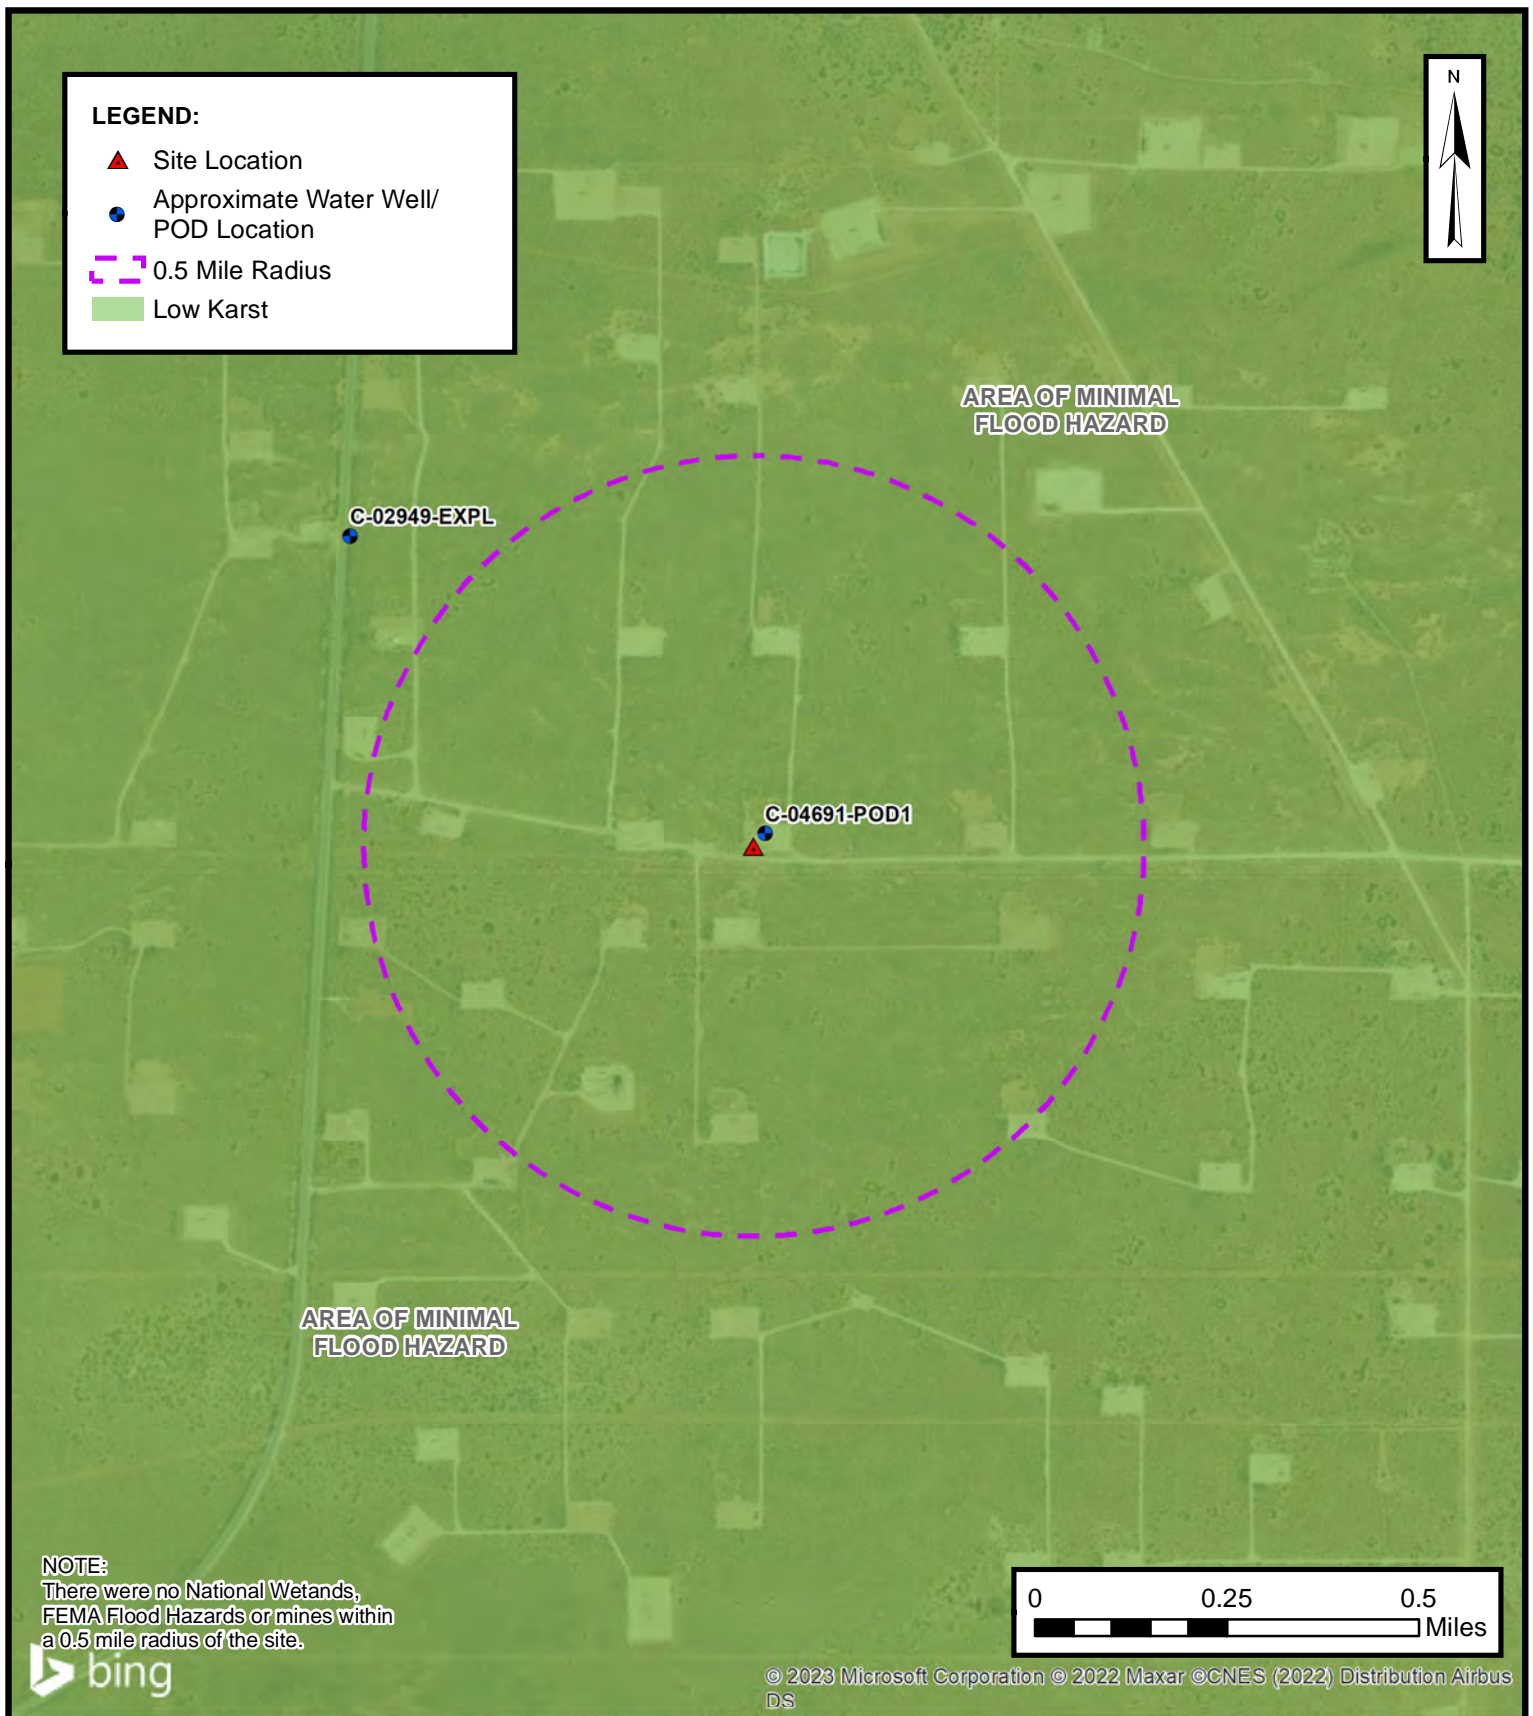 LEGEND:
Site Location
Approximate Water Well/
POD Location
0.5 Mile Radius
Low Karst
N
AREA OF MINIMAL
FLOOD HAZARD
C-02949-EXPL
C-04691-POD1
AREA OF MINIMAL
FLOOD HAZARD
NOTE:
There were no National Wetands,
FEMA Flood Hazards or mines within
a 0.5 mile radius of the site.
bing
0 0.25 0.5
Miles
© 2023 Microsoft Corporation © 2022 Maxar ©CNES (2022) Distribution Airbus
DS